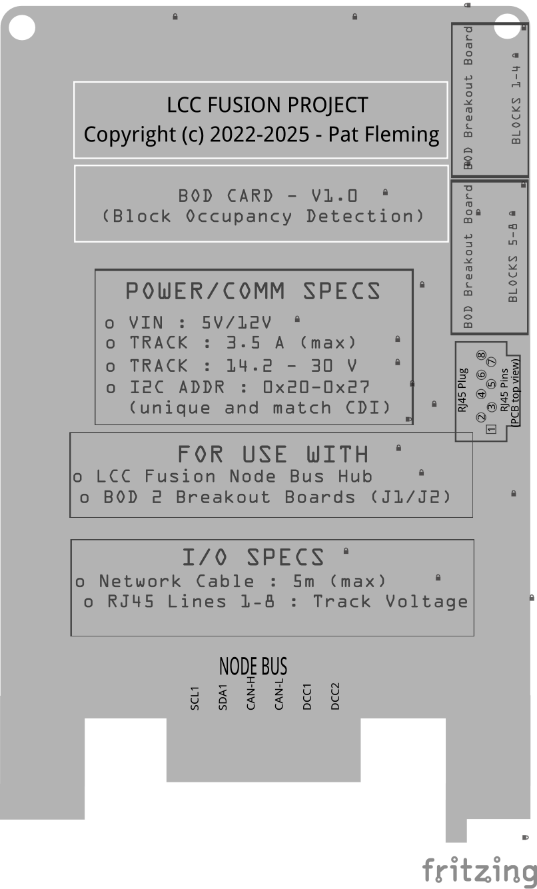 LCC FUSION PROJECT
Copyright (c) 2022-2025 - Pat Fleming
BOD CARD - V1.0
(Block Occupancy Detection)
BOD Breakout Board
BLOCKS 1-4
BOD Breakout Board
BLOCKS 5-8
POWER/COMM SPECS
o VIN : 5V/12V
o TRACK : 3.5 A (max)
o TRACK : 14.2 - 30 V
o I2C ADDR : 0x20-0x27
(unique and match CDI)
RJ45 Plug
2 4 6 8
1 3 5 7
RJ45 Pins
(PCB top view)
FOR USE WITH
o LCC Fusion Node Bus Hub
o BOD 2 Breakout Boards (J1/J2)
I/O SPECS
o Network Cable : 5m (max)
o RJ45 Lines 1-8 : Track Voltage
NODE BUS
SCL1
SDA1
CAN-H
CAN-L
DCC1
DCC2
fritzing